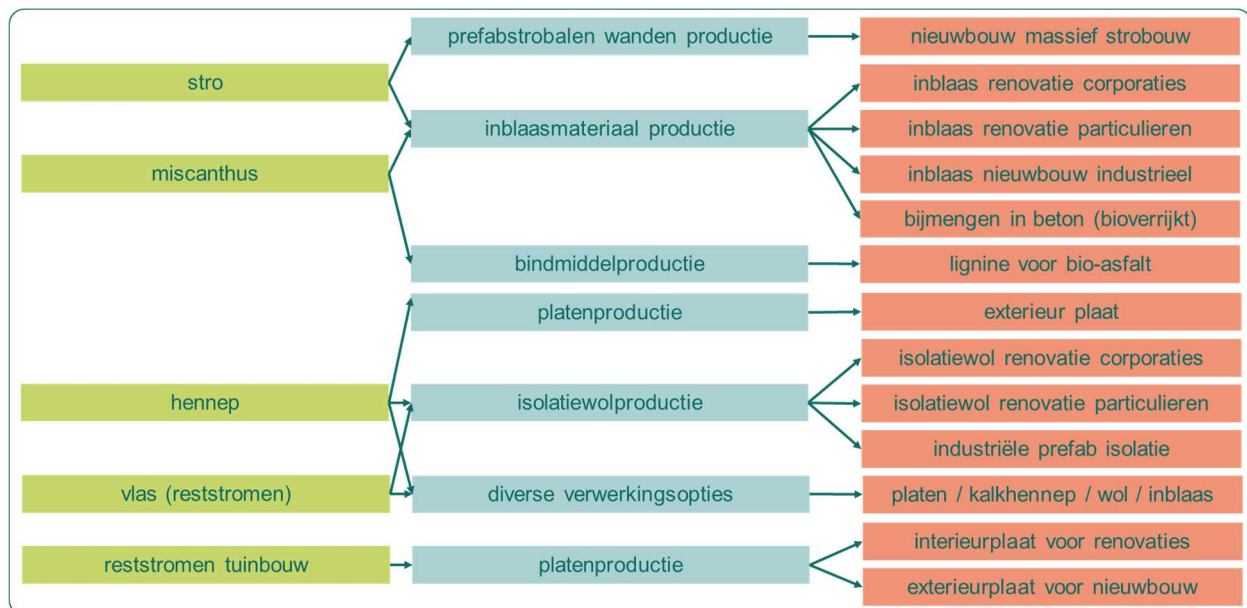 stro
miscanthus
hennep
vlas (reststromen)
reststromen tuinbouw
prefabstrobalen wanden productie
inblaasmateriaal productie
bindmiddelproductie
platenproductie
isolatiewolproductie
diverse verwerkingsopties
platenproductie
nieuwbouw massief strobouw
inblaas renovatie corporaties
inblaas renovatie particulieren
inblaas nieuwbouw industrieel
bijmengen in beton (bioverrijkt)
lignine voor bio-asfalt
exterieur plaat
isolatiewol renovatie corporaties
isolatiewol renovatie particulieren
industriële prefab isolatie
platen / kalkhennep / wol / inblaas
interieurplaat voor renovaties
exterieurplaat voor nieuwbouw